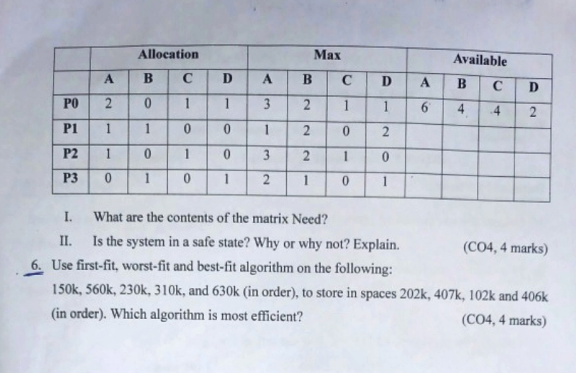 Allocation Max Available
A B C D A B C D A B C D
P0 2 0 1 1 3 2 1 1 6 4 4 2
P1 1 1 0 0 1 2 0 2
P2 1 0 1 0 3 2 1 0
P3 0 1 0 1 2 1 0 1
I. What are the contents of the matrix Need?
II. Is the system in a safe state? Why or why not? Explain. (CO4, 4 marks)
6. Use first-fit, worst-fit and best-fit algorithm on the following:
150k, 560k, 230k, 310k, and 630k (in order), to store in spaces 202k, 407k, 102k and 406k
(in order). Which algorithm is most efficient? (CO4, 4 marks)